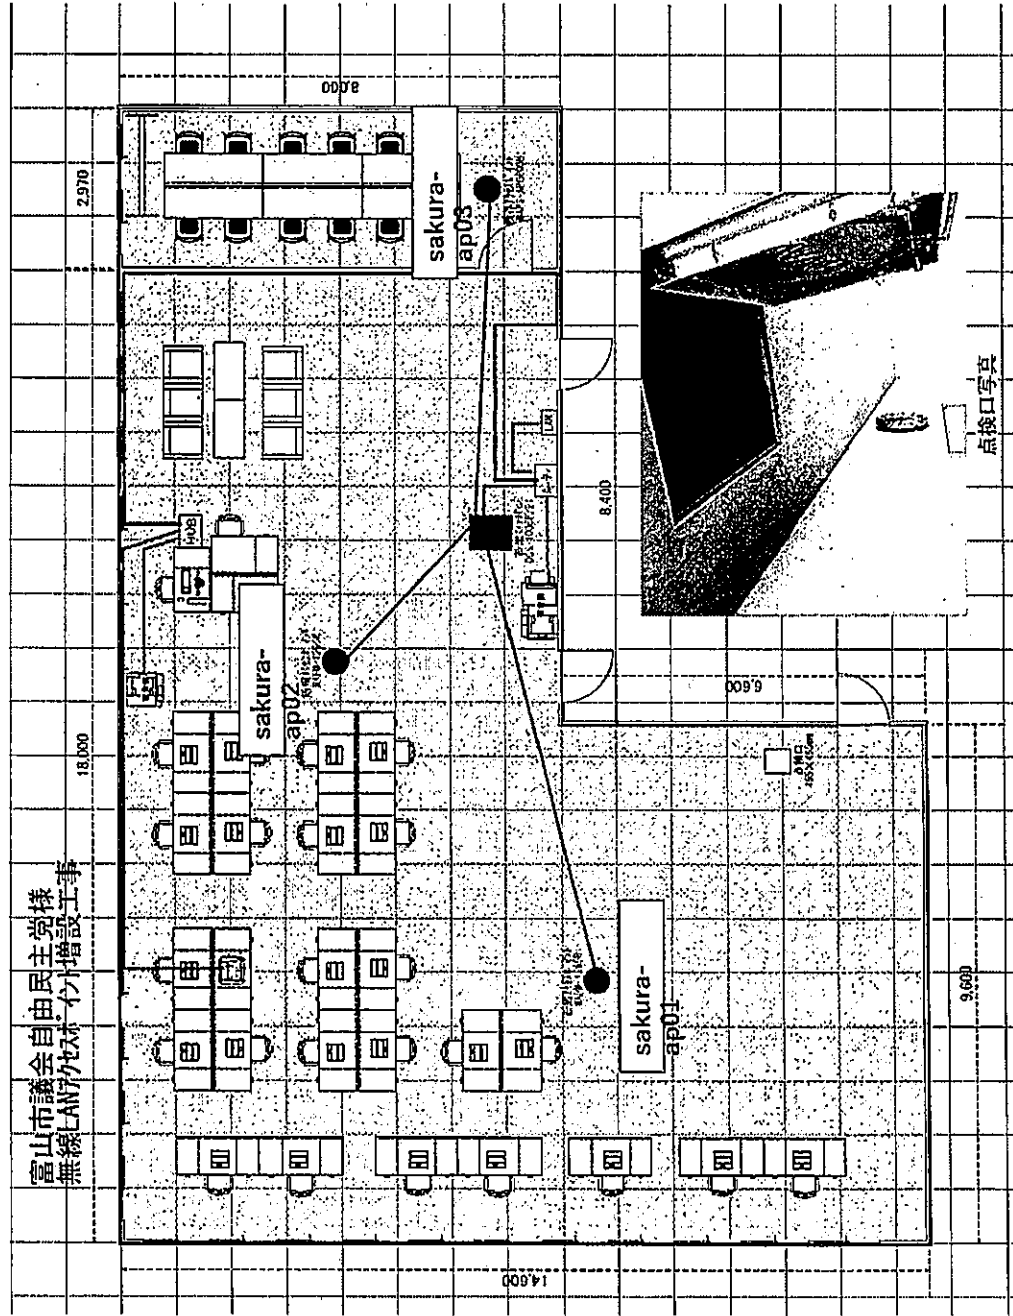 富山市議会自由民主党様
無線LANアクセスポイント増設工事
18,000
2,970
8,000
sakura-
ap03
sakura-
ap02
sakura-
ap01
HUB
8,400
6,600
9,600
14,600
点検口写真